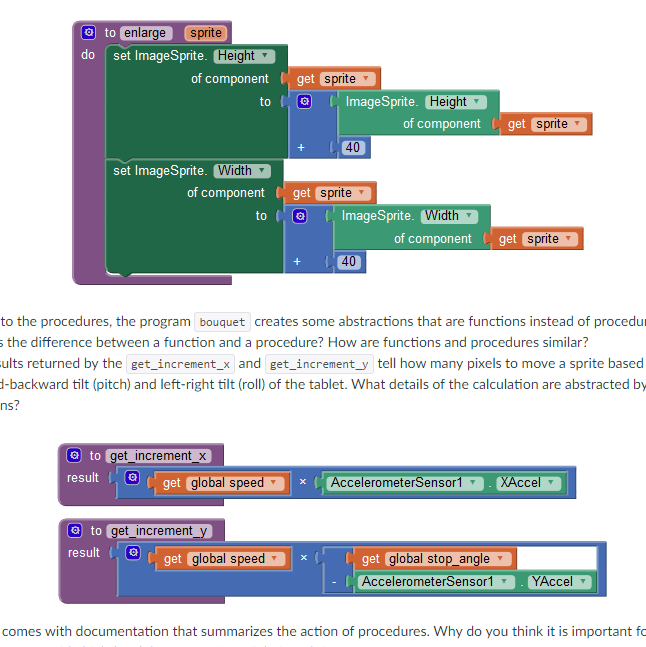 to enlarge sprite
do set ImageSprite. Height
of component get sprite
to ImageSprite. Height
of component get sprite
+ 40
set ImageSprite. Width
of component get sprite
to ImageSprite. Width
of component get sprite
+ 40
to the procedures, the program bouquet creates some abstractions that are functions instead of procedu
s the difference between a function and a procedure? How are functions and procedures similar?
sults returned by the get_increment_x and get_increment_y tell how many pixels to move a sprite based
d-backward tilt (pitch) and left-right tilt (roll) of the tablet. What details of the calculation are abstracted by
ns?
to get_increment_x
result get global speed × AccelerometerSensor1 . XAccel
to get_increment_y
result get global speed × get global stop_angle
- AccelerometerSensor1 . YAccel
comes with documentation that summarizes the action of procedures. Why do you think it is important fo